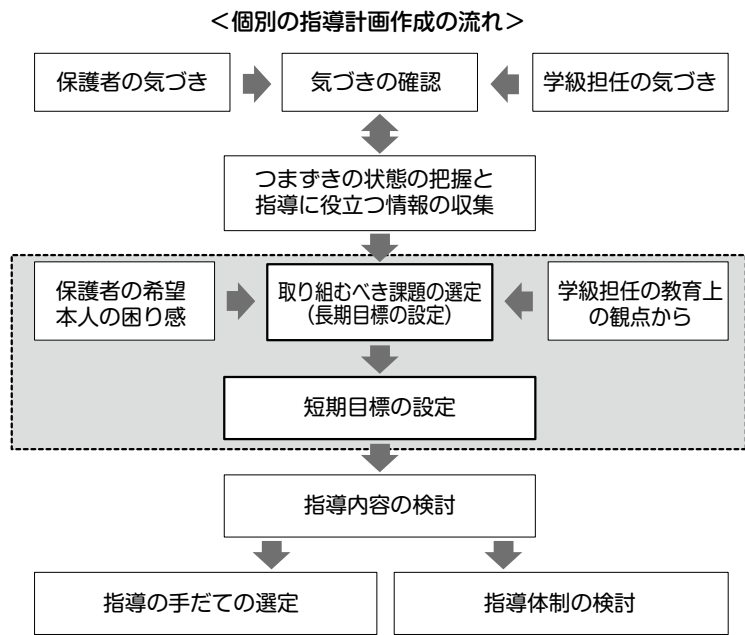 ＜個別の指導計画作成の流れ＞
保護者の気づき
気づきの確認
学級担任の気づき
つまずきの状態の把握と
指導に役立つ情報の収集
保護者の希望
本人の困り感
取り組むべき課題の選定
（長期目標の設定）
学級担任の教育上
の観点から
短期目標の設定
指導内容の検討
指導の手だての選定
指導体制の検討